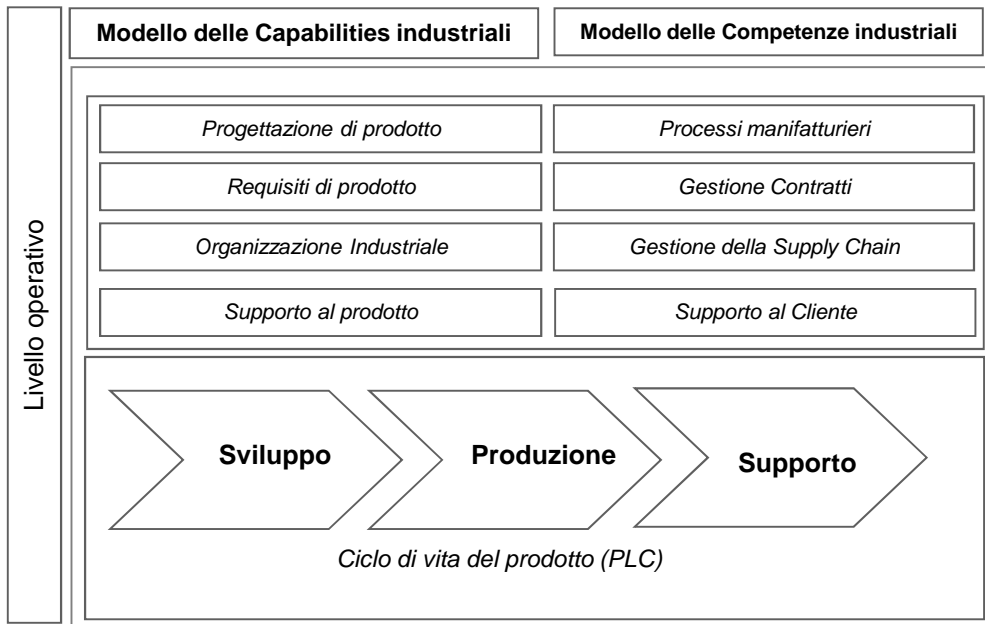 Modello delle Capabilities industriali
Modello delle Competenze industriali
Livello operativo
Progettazione di prodotto
Processi manifatturieri
Requisiti di prodotto
Gestione Contratti
Organizzazione Industriale
Gestione della Supply Chain
Supporto al prodotto
Supporto al Cliente
Sviluppo
Produzione
Supporto
Ciclo di vita del prodotto (PLC)